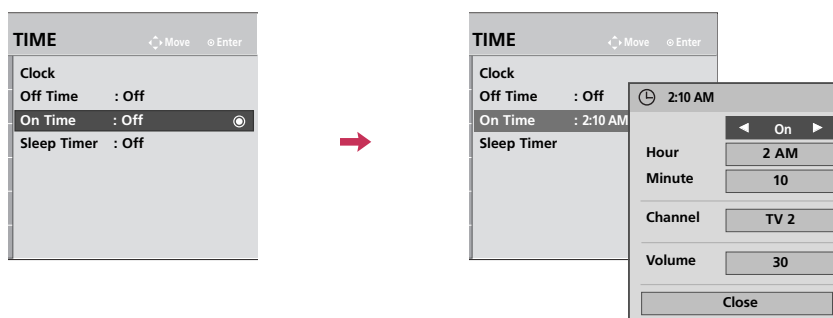 TIME Move Enter
Clock
Off Time : Off
On Time : Off
Sleep Timer : Off
TIME Move Enter
Clock
Off Time : Off
On Time : 2:10 AM
Sleep Timer
2:10 AM
◀ On ▶
Hour 2 AM
Minute 10
Channel TV 2
Volume 30
Close